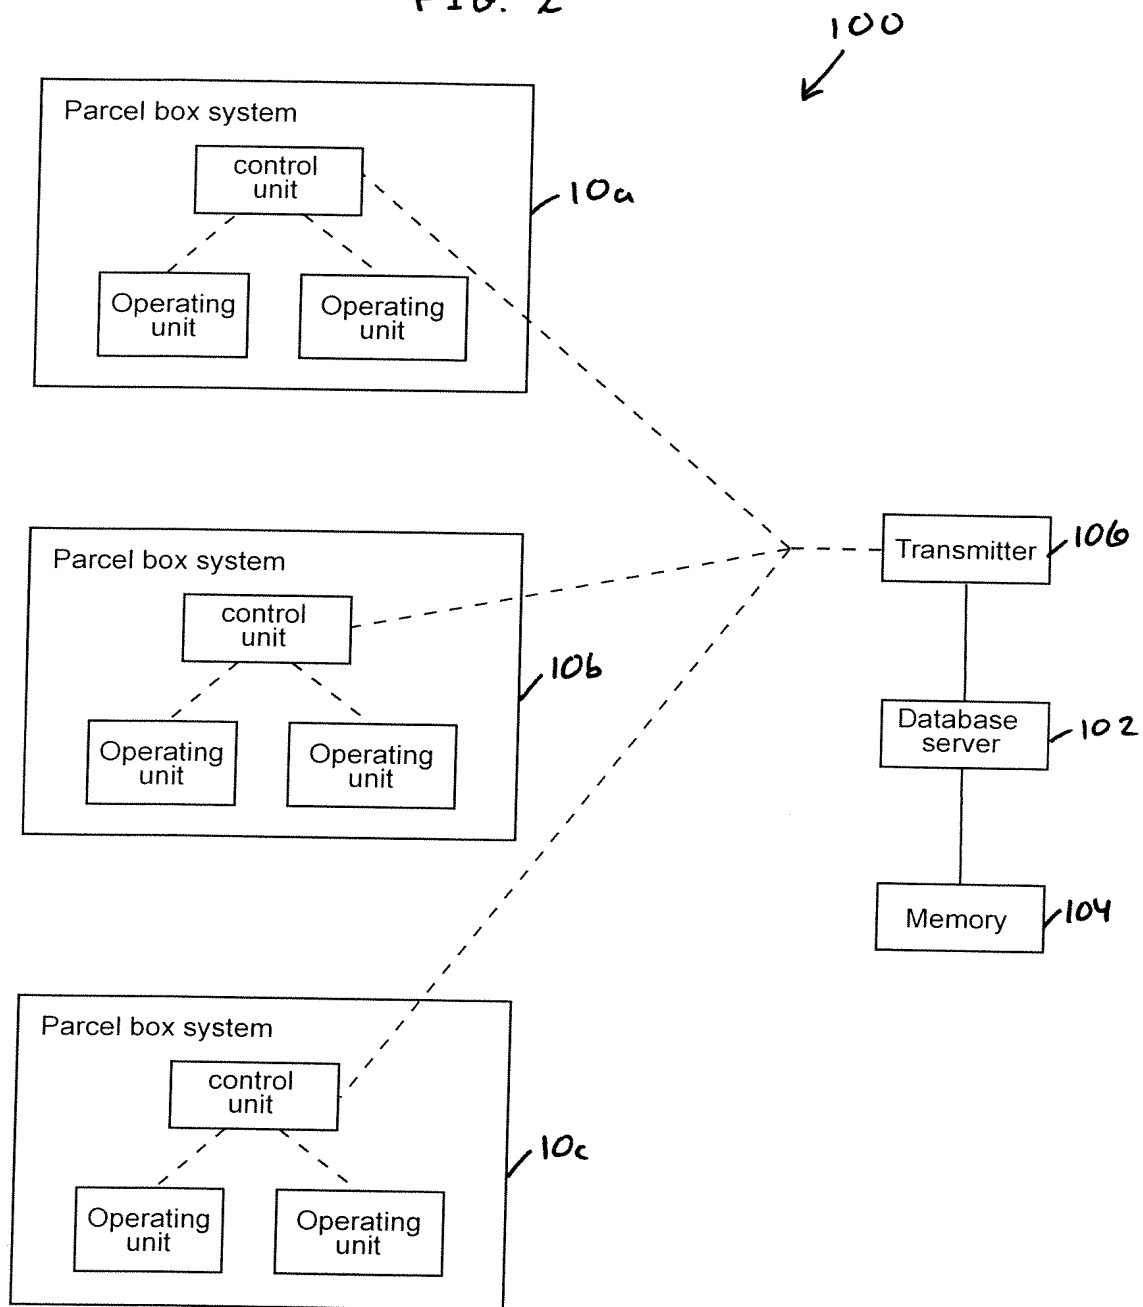 FIG. 2
100
Parcel box system
control
unit
10a
Operating
unit
Operating
unit
Transmitter
106
Parcel box system
control
unit
10b
Operating
unit
Operating
unit
Database
server
102
Memory
104
Parcel box system
control
unit
10c
Operating
unit
Operating
unit